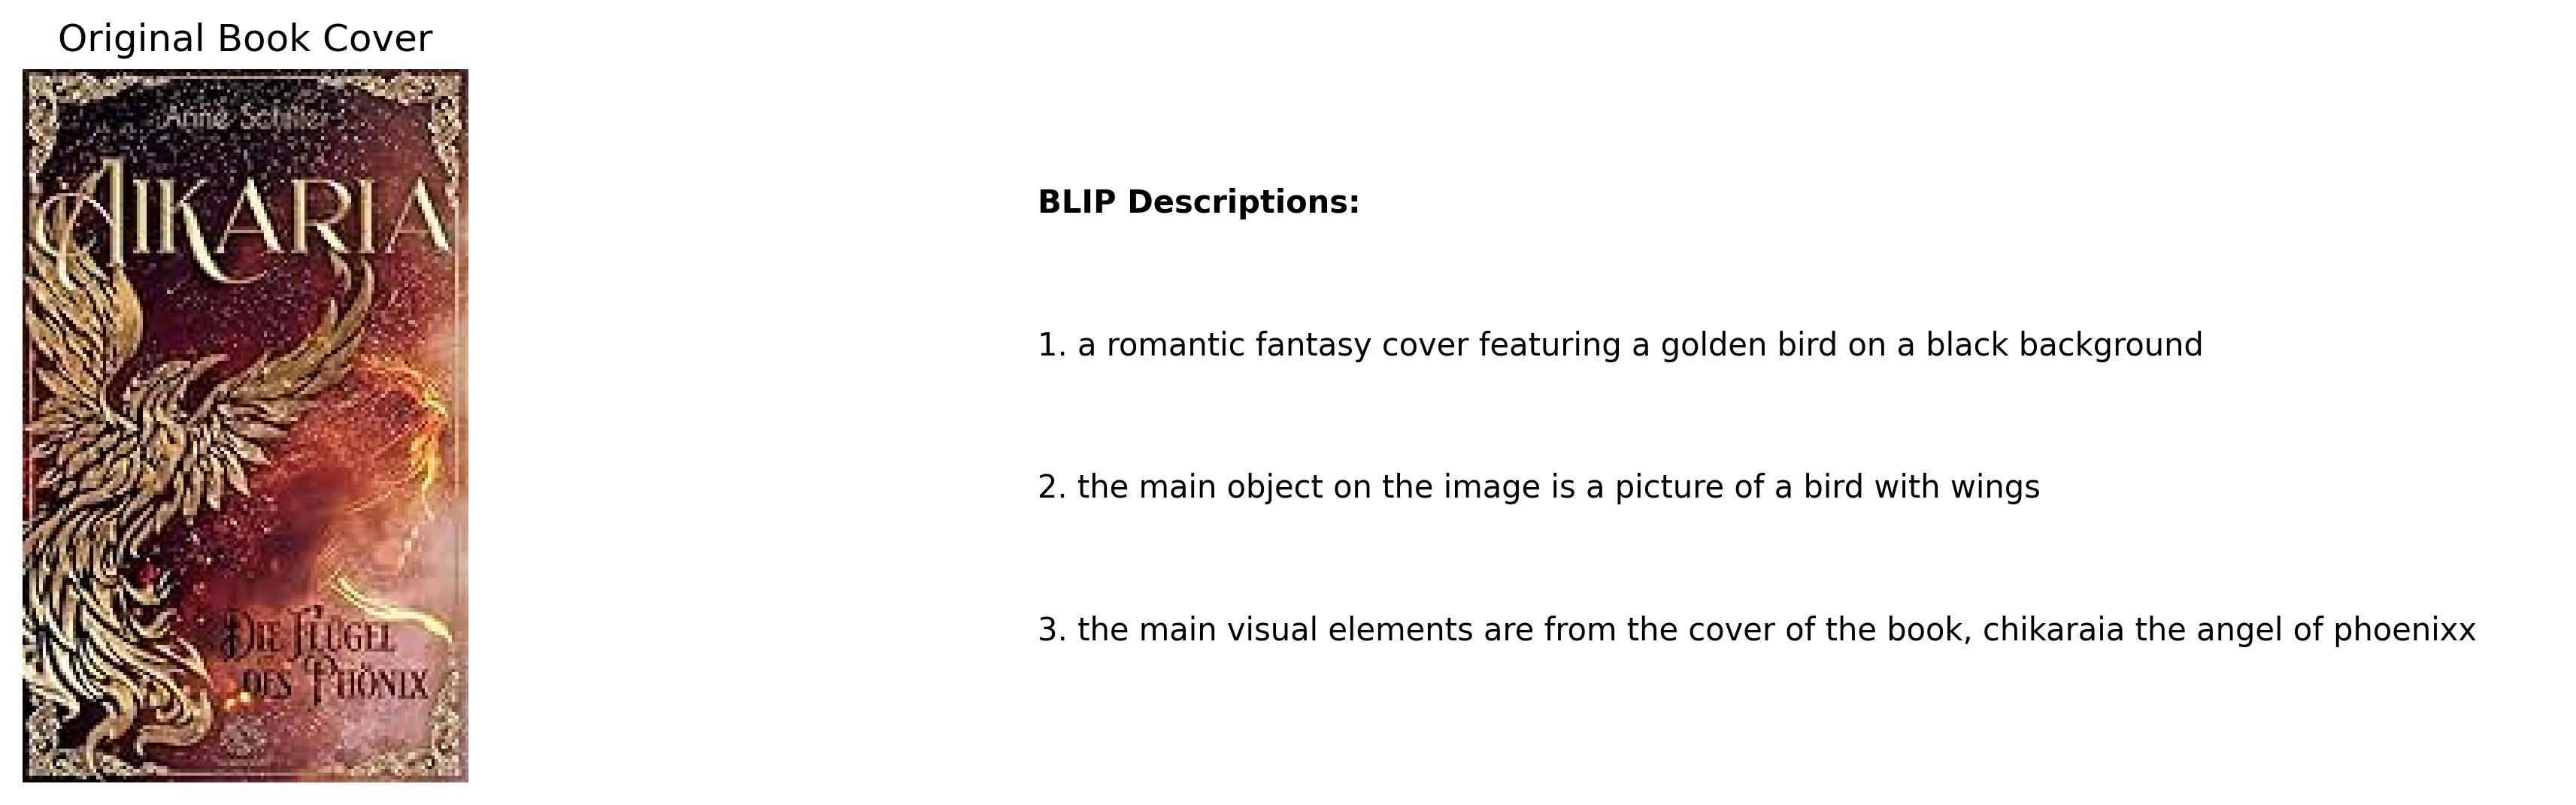 Original Book Cover
Anne Schiller
AIKARIA
DIE FLÜGEL
DES PHÖNIX
BLIP Descriptions:
1. a romantic fantasy cover featuring a golden bird on a black background
2. the main object on the image is a picture of a bird with wings
3. the main visual elements are from the cover of the book, chikaraia the angel of phoenixx